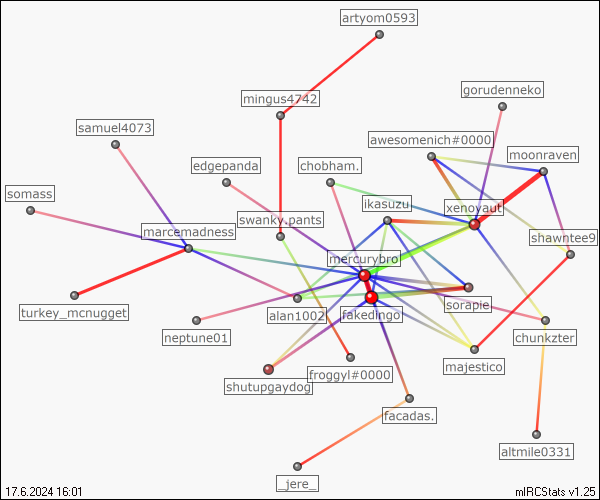 artyom0593
gorudenneko
mingus4742
samuel4073
awesomenich#0000
moonraven
edgepanda
chobham.
somass
ikasuzu
xenoyaut
swanky.pants
marcemadness
shawntee9
mercurybro
sorapie
turkey_mcnugget
alan1002
fakedingo
neptune01
chunkzter
majestico
froggyl#0000
shutupgaydog
facadas.
altmile0331
_jere_
17.6.2024 16:01
mIRCStats v1.25